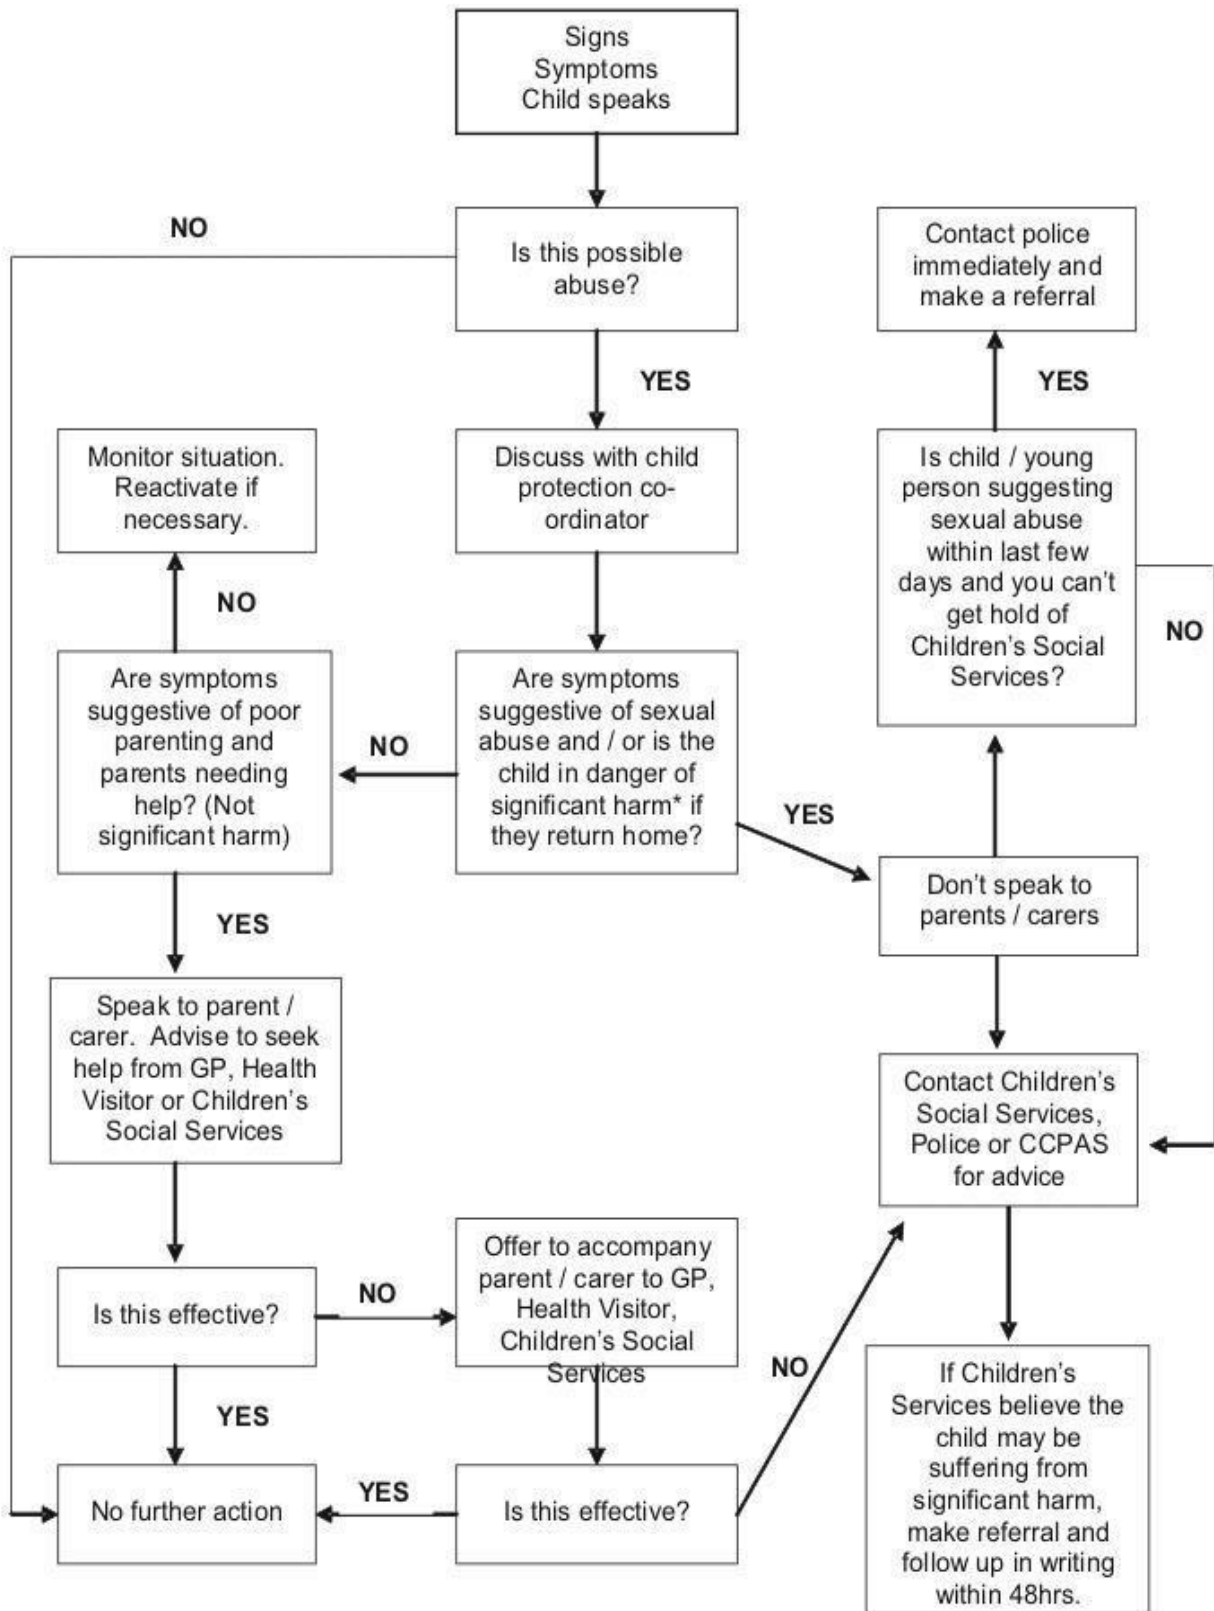 Signs
Symptoms
Child speaks
NO
Is this possible
abuse?
Contact police
immediately and
make a referral
YES
YES
Monitor situation.
Reactivate if
necessary.
Discuss with child
protection co-
ordinator
Is child / young
person suggesting
sexual abuse
within last few
days and you can't
get hold of
Children's Social
Services?
NO
NO
Are symptoms
suggestive of poor
parenting and
parents needing
help? (Not
significant harm)
NO
Are symptoms
suggestive of sexual
abuse and / or is the
child in danger of
significant harm* if
they return home?
YES
Don't speak to
parents / carers
YES
Speak to parent /
carer. Advise to seek
help from GP, Health
Visitor or Children's
Social Services
Contact Children's
Social Services,
Police or CCPAS
for advice
Is this effective?
NO
Offer to accompany
parent / carer to GP,
Health Visitor,
Children's Social
Services
NO
YES
If Children's
Services believe the
child may be
suffering from
significant harm,
make referral and
follow up in writing
within 48hrs.
No further action
YES
Is this effective?